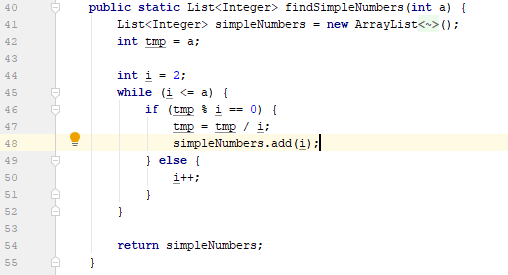 40 public static List<Integer> findSimpleNumbers(int a) {
41 List<Integer> simpleNumbers = new ArrayList<~>();
42 int tmp = a;
43
44 int i = 2;
45 while (i <= a) {
46 if (tmp % i == 0) {
47 tmp = tmp / i;
48 simpleNumbers.add(i);
49 } else {
50 i++;
51 }
52 }
53
54 return simpleNumbers;
55 }